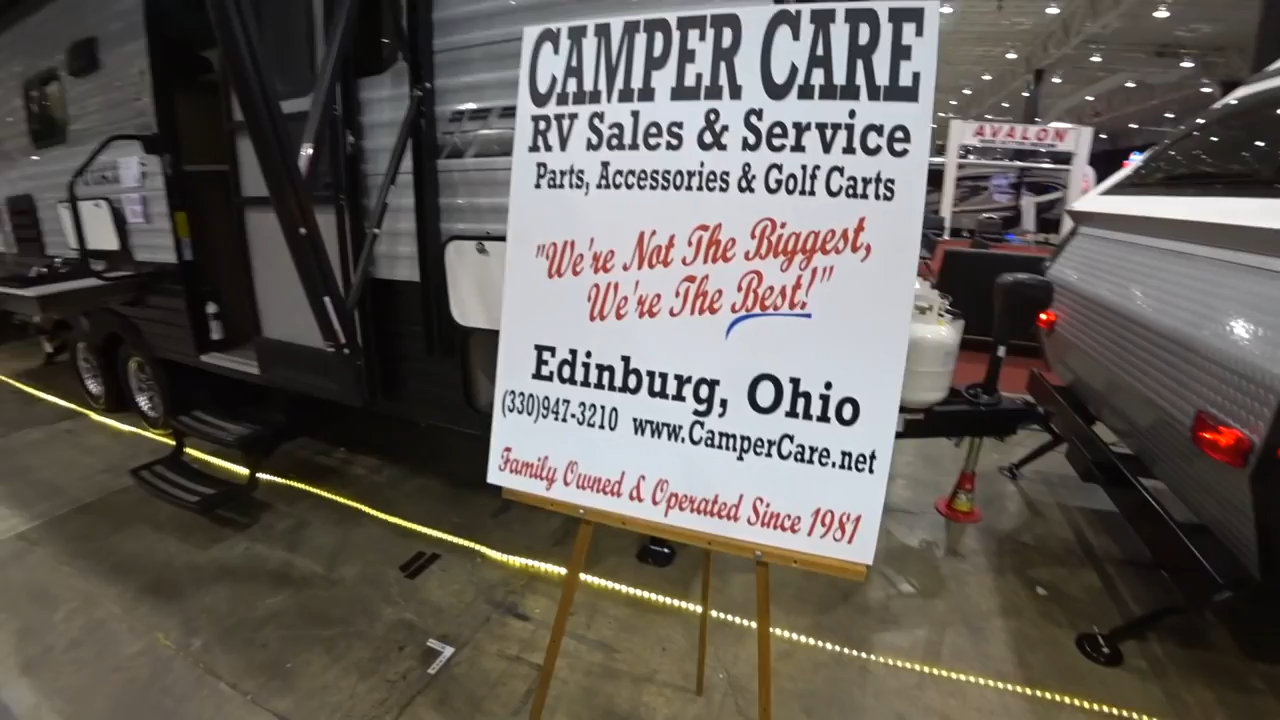 CAMPER CARE
RV Sales & Service
Parts, Accessories & Golf Carts
"We're Not The Biggest,
We're The Best!"
Edinburg, Ohio
(330)947-3210 www.CamperCare.net
Family Owned & Operated Since 1981
AVALON